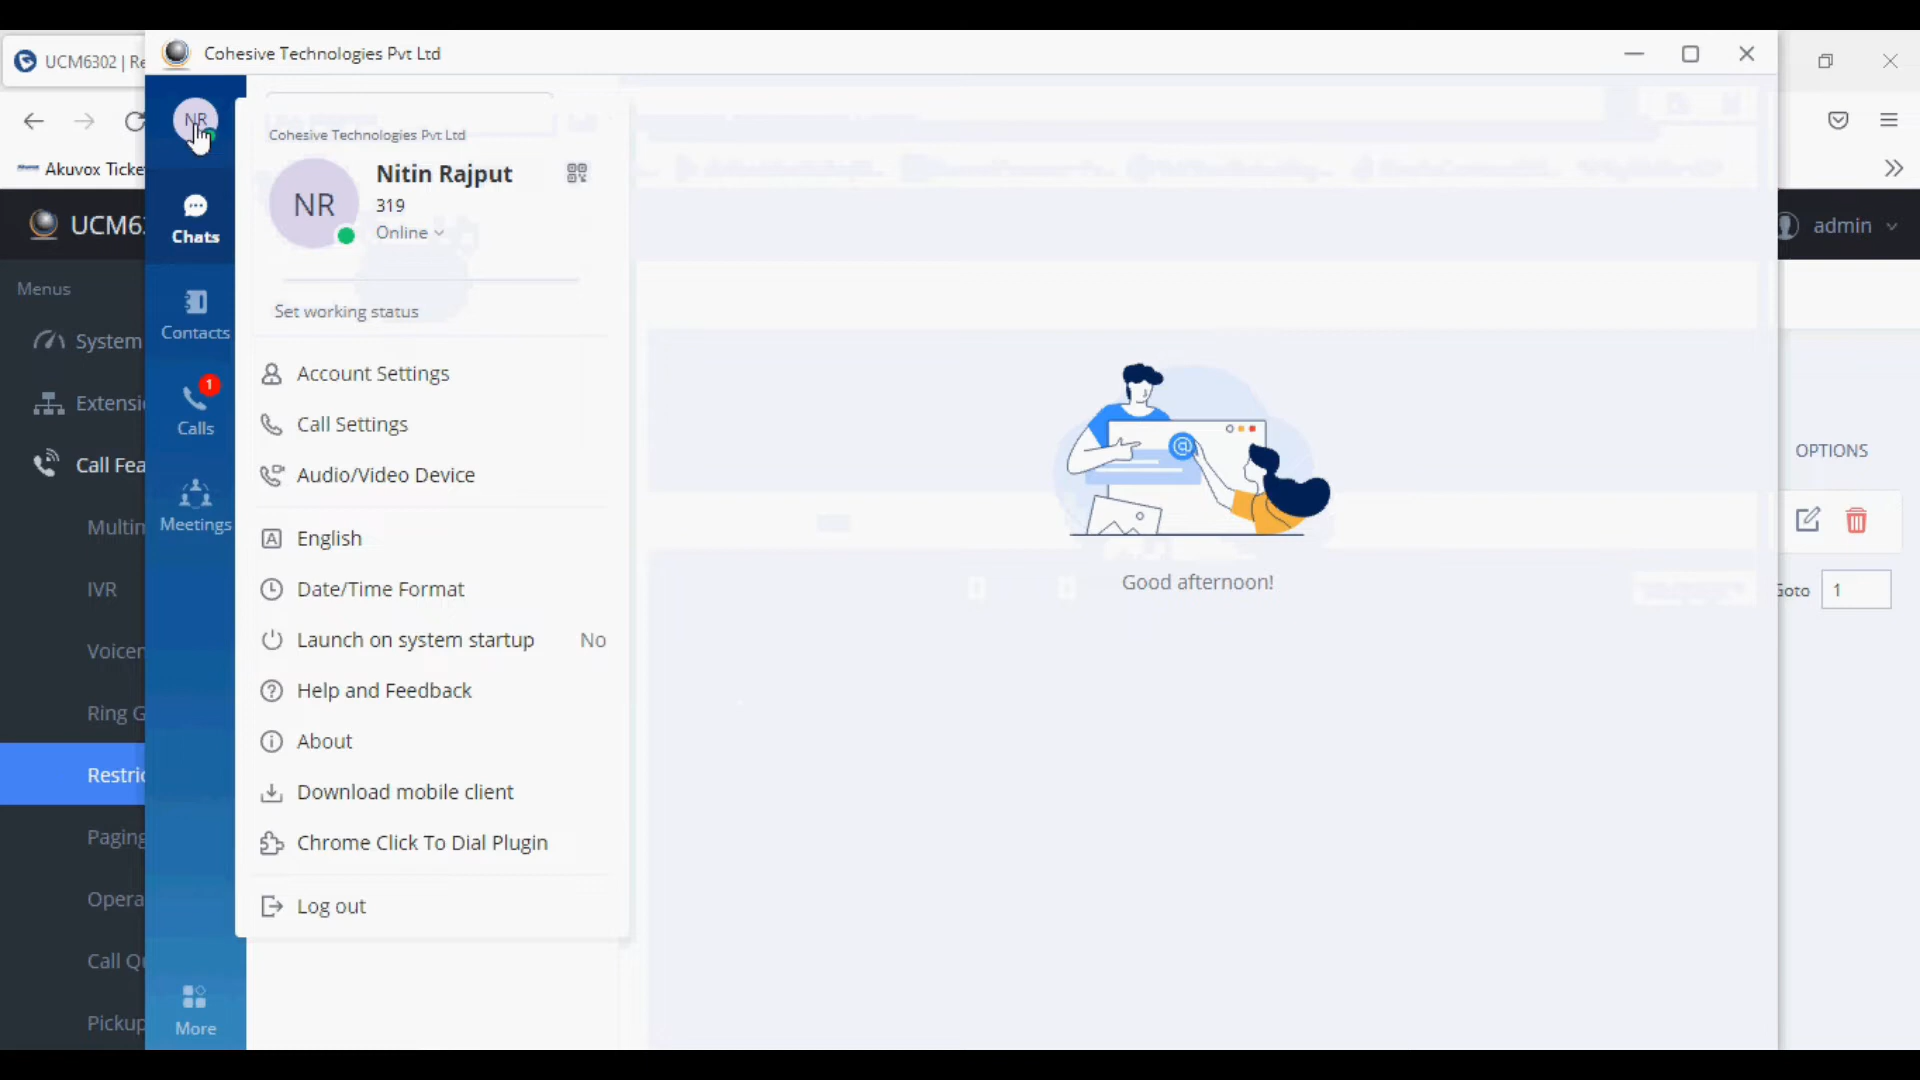 UCM6302 | Re
Cohesive Technologies Pvt Ltd
Akuvox Ticke
UCM6
admin
Menus
System
Extensi
Call Fea
Multim
IVR
Voicem
Ring G
Restric
Paging
Opera
Call Qu
Pickup
NR
Chats
Contacts
1
Calls
Meetings
More
Cohesive Technologies Pvt Ltd
NR
Nitin Rajput
319
Online
Set working status
Account Settings
Call Settings
Audio/Video Device
English
Date/Time Format
Launch on system startup No
Help and Feedback
About
Download mobile client
Chrome Click To Dial Plugin
Log out
Good afternoon!
OPTIONS
Goto 1